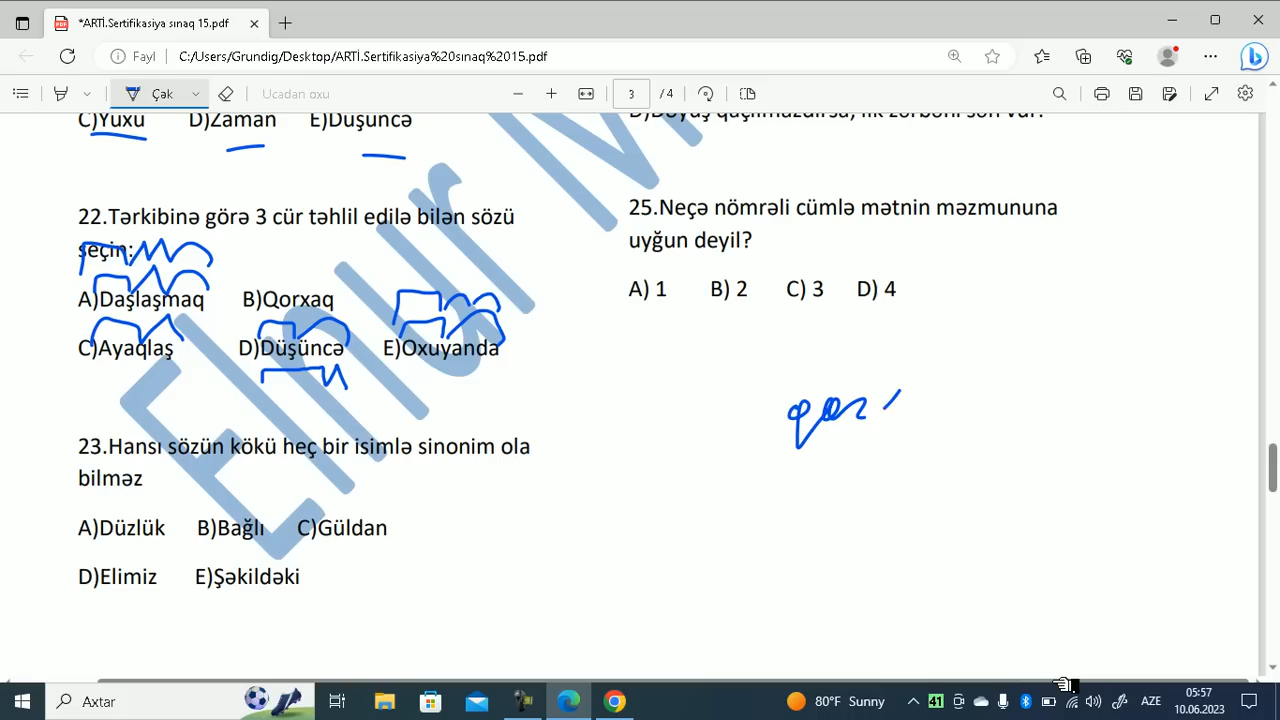 *ARTİ.Sertifikasiya sınaq 15.pdf
Fayl C:/Users/Grundig/Desktop/ARTİ.Sertifikasiya%20sınaq%2015.pdf
Çək Ucadan oxu 3 / 4
C)Yuxu D)Zaman E)Düşüncə
22.Tərkibinə görə 3 cür təhlil edilə bilən sözü
seçin:
A)Daşlaşmaq B)Qorxaq
C)Ayaqlaş D)Düşüncə E)Oxuyanda
23.Hansı sözün kökü heç bir isimlə sinonim ola
bilməz
A)Düzlük B)Bağlı C)Güldan
D)Elimiz E)Şəkildəki
25.Neçə nömrəli cümlə mətnin məzmununa
uyğun deyil?
A) 1 B) 2 C) 3 D) 4
Elnur
Axtar 80°F Sunny 41 AZE 05:57
10.06.2023